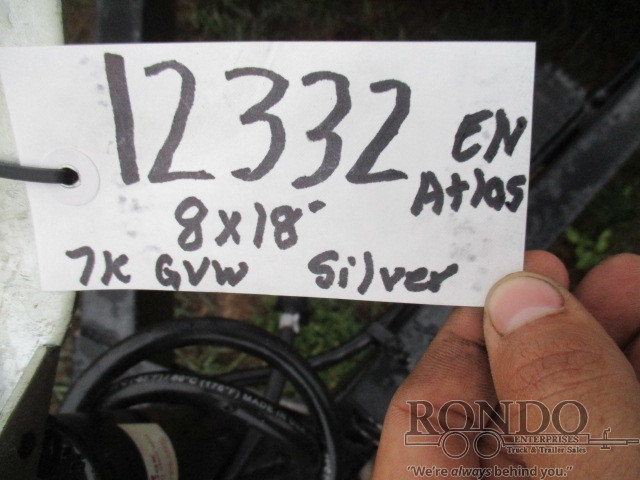 12332
EN
Atlas
8x18'
7K GVW Silver
RONDO
ENTERPRISES
Truck & Trailer Sales
"We're always behind you."